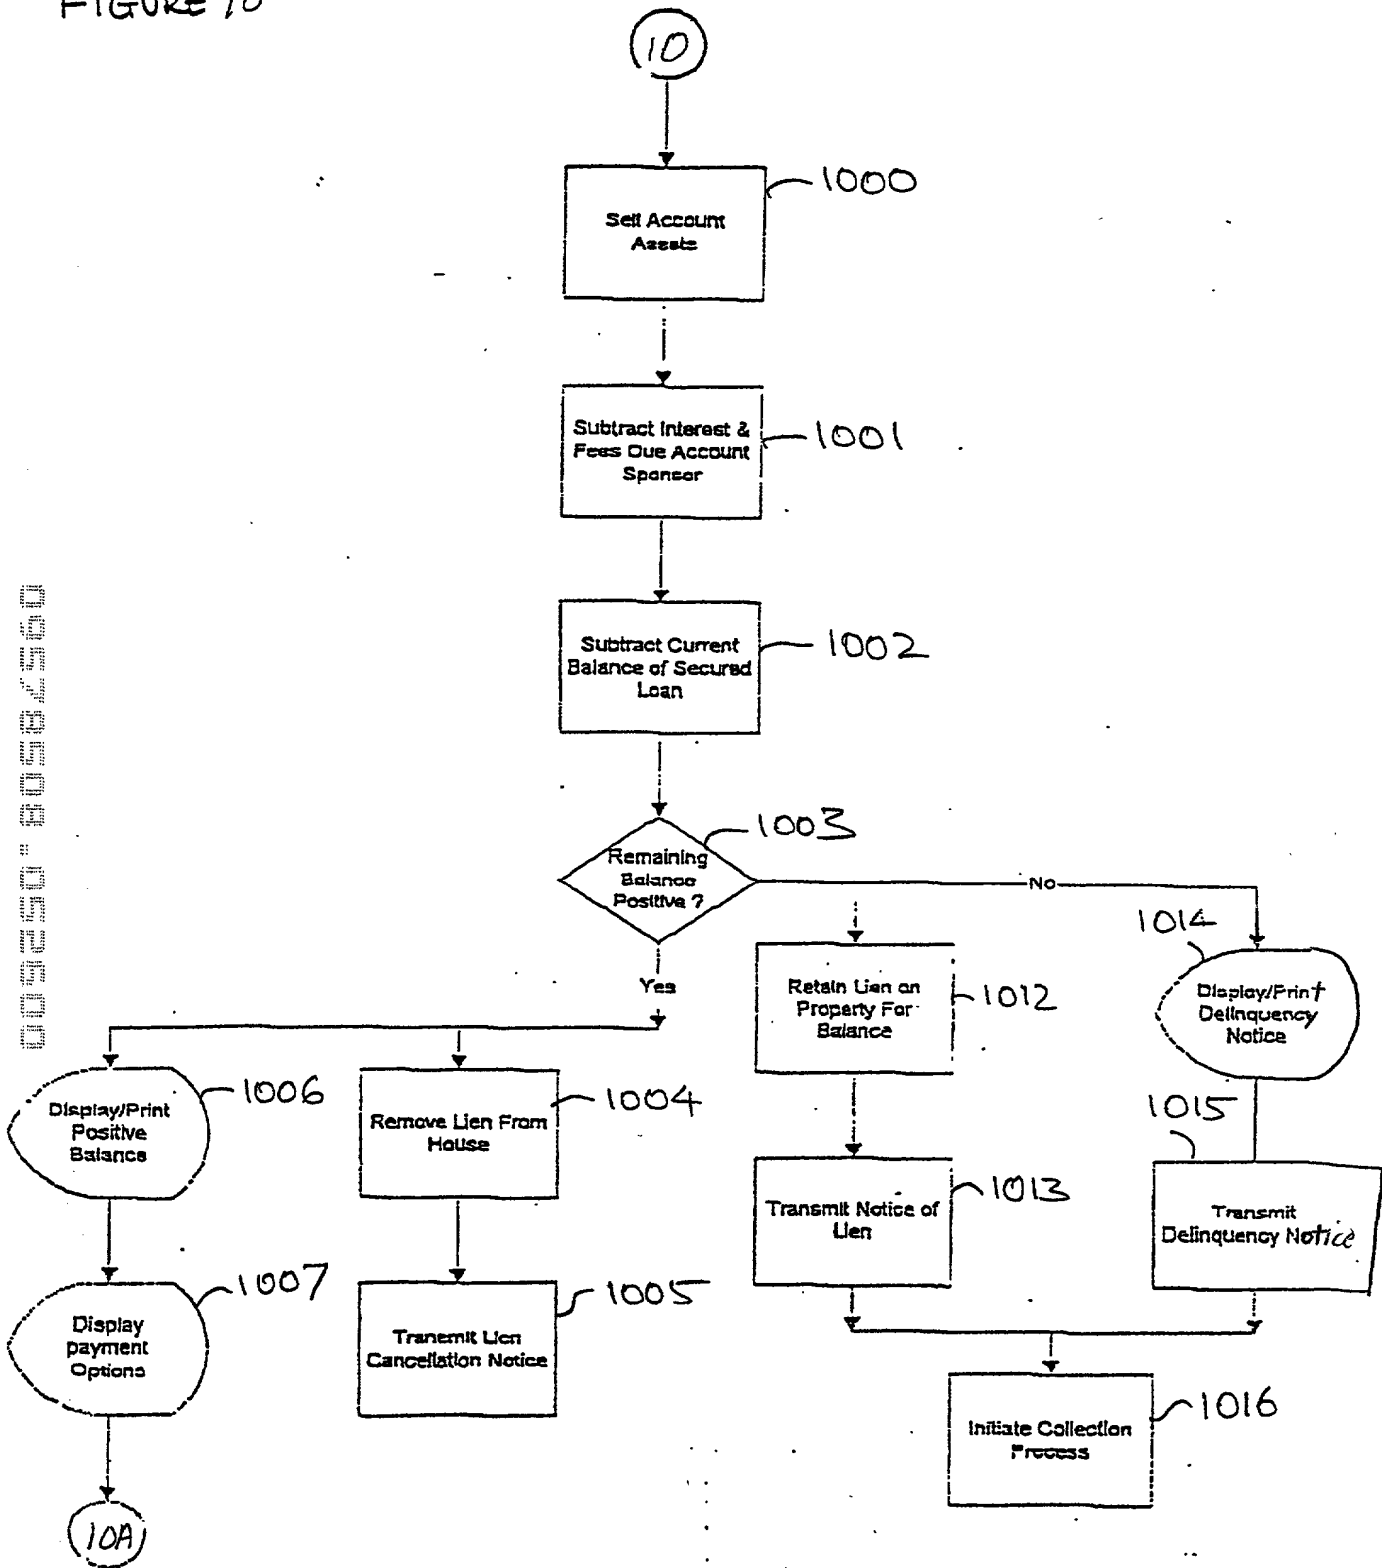 FIGURE 10
10
1000
Sell Account
Assets
Subtract Interest &
Fees Due Account
Sponsor
1001
Subtract Current
Balance of Secured
Loan
1002
1003
Remaining
Balance
Positive ?
No
Yes
1014
Display/Print
Delinquency
Notice
Retain Lien on
Property For
Balance
1012
1006
Display/Print
Positive
Balance
Remove Lien From
House
1004
1015
Transmit Notice of
Lien
1013
Transmit
Delinquency Notice
1007
Display
payment
Options
Transmit Lien
Cancellation Notice
1005
Initiate Collection
Process
1016
10A
09578508.052500